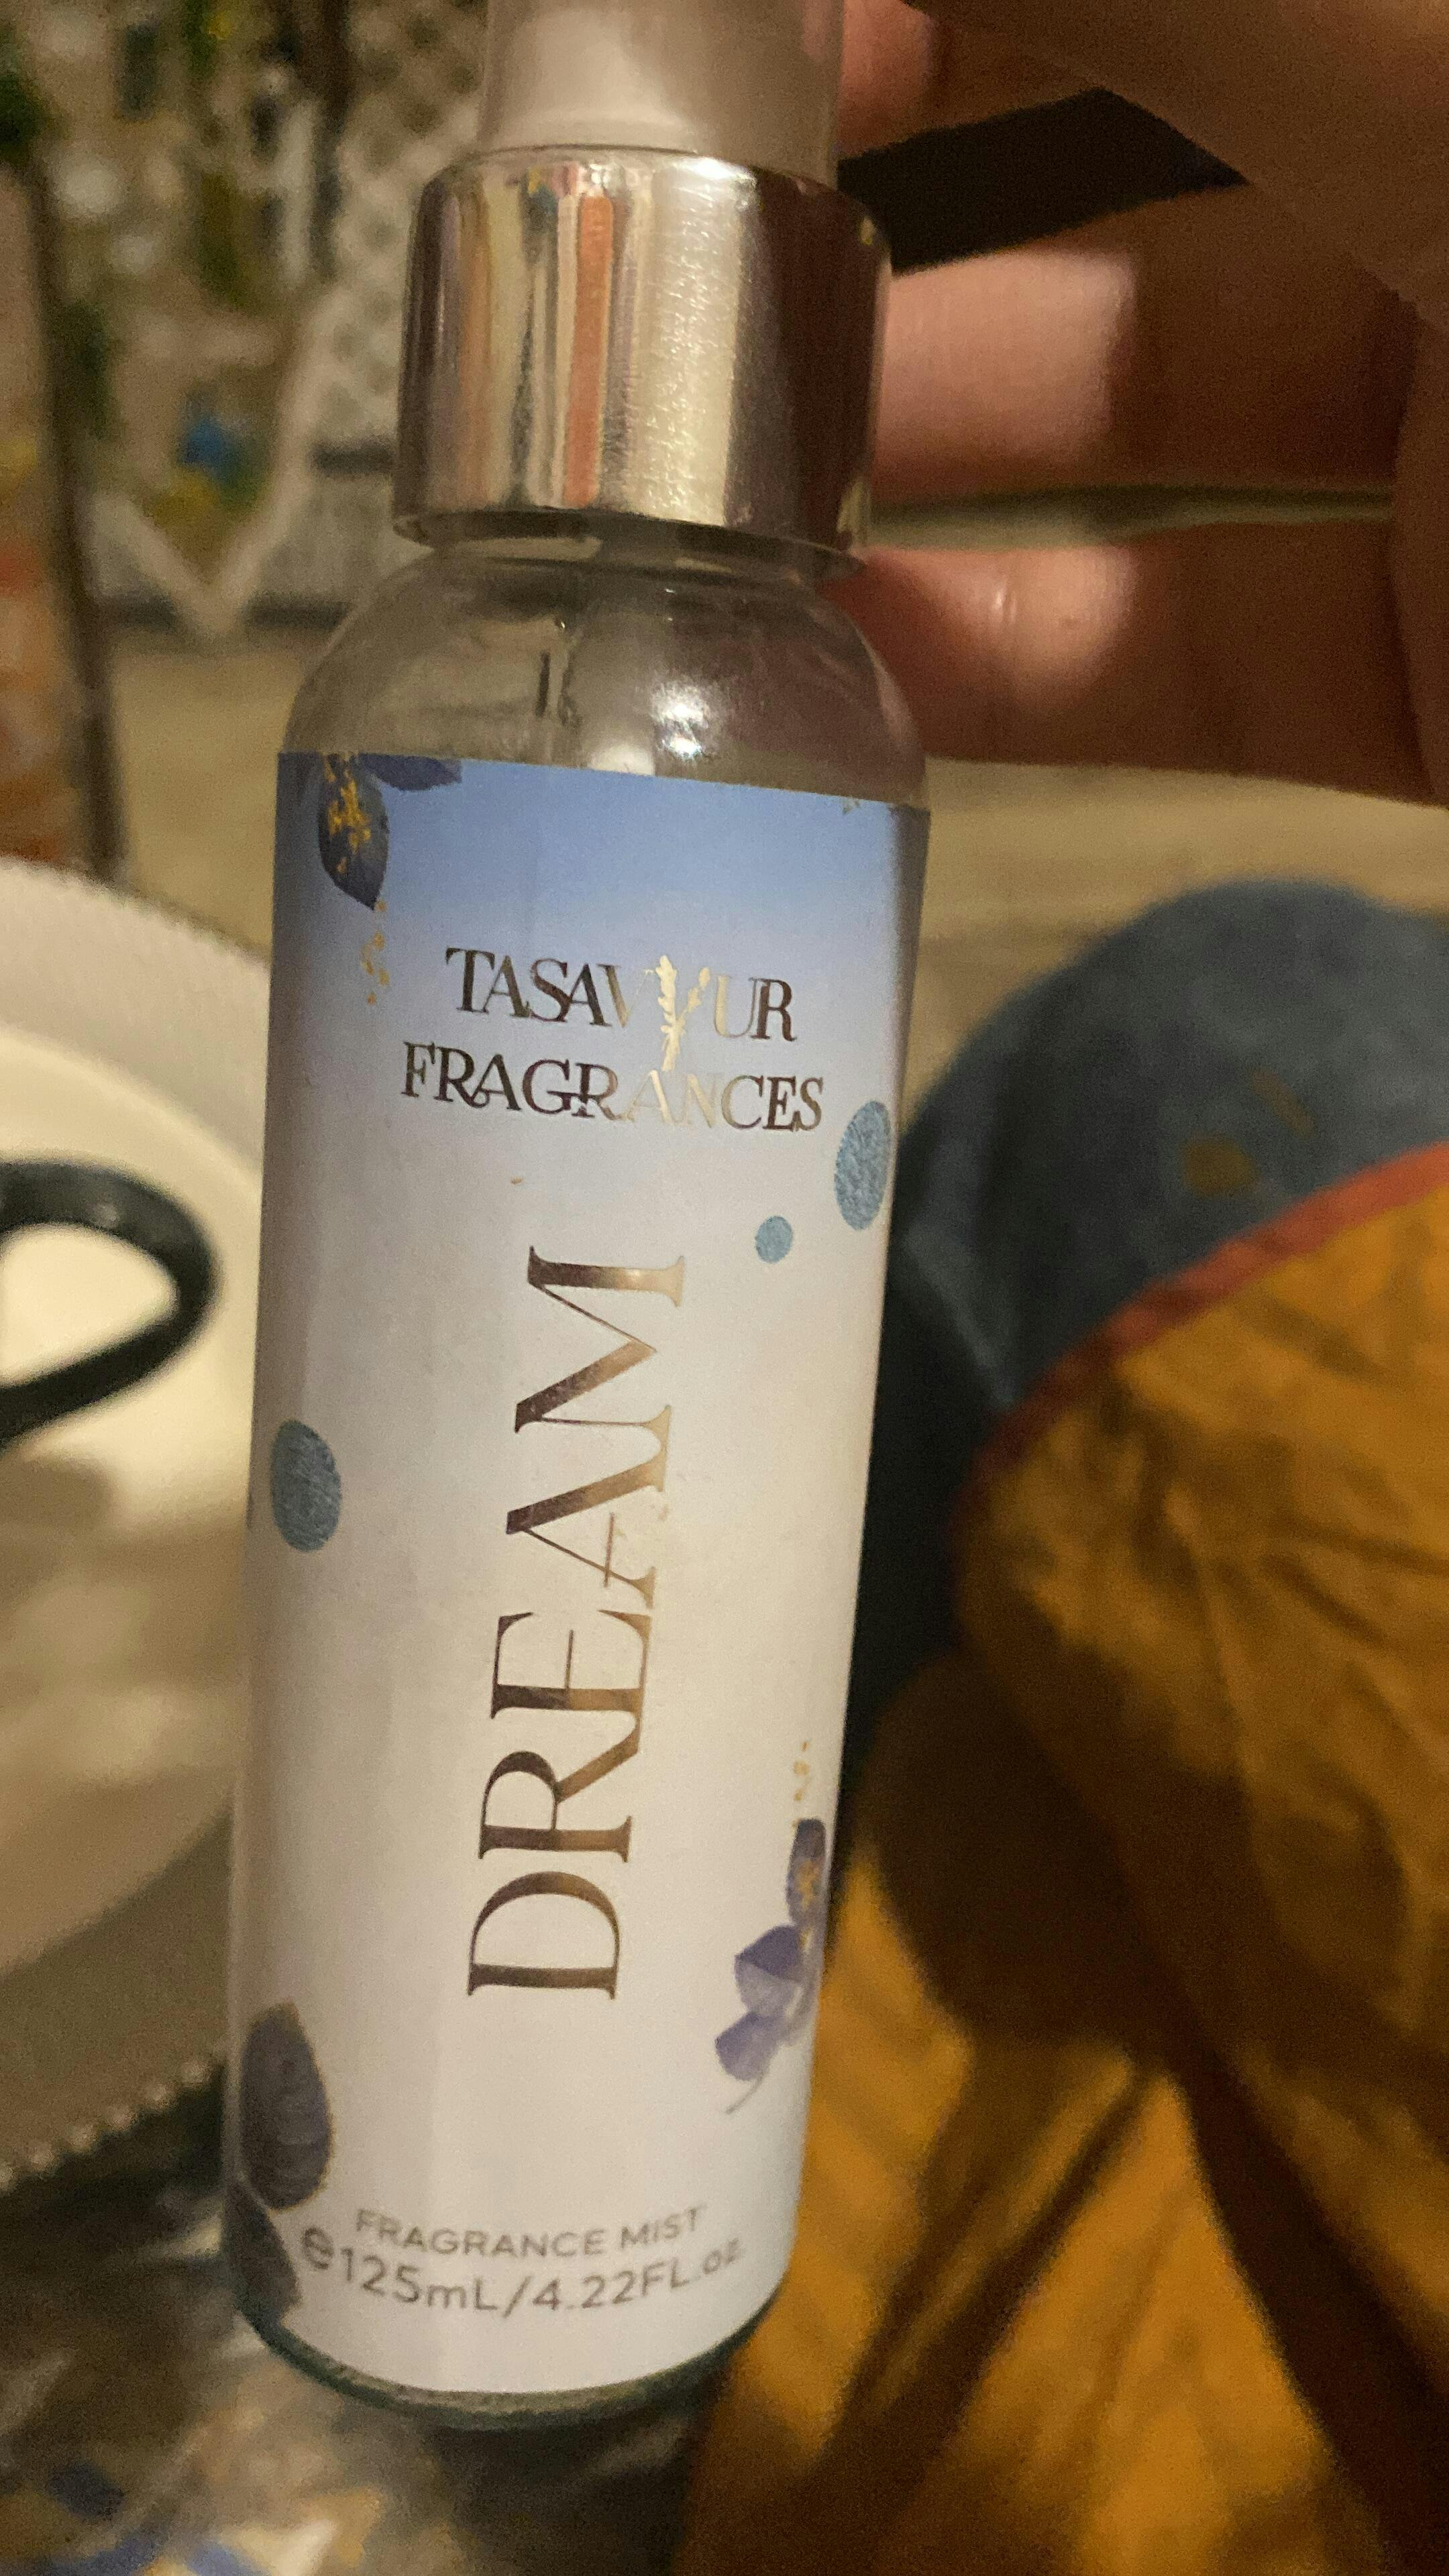 TASAVVUR
FRAGRANCES
DREAM
FRAGRANCE MIST
℮125mL/4.22FL.oz